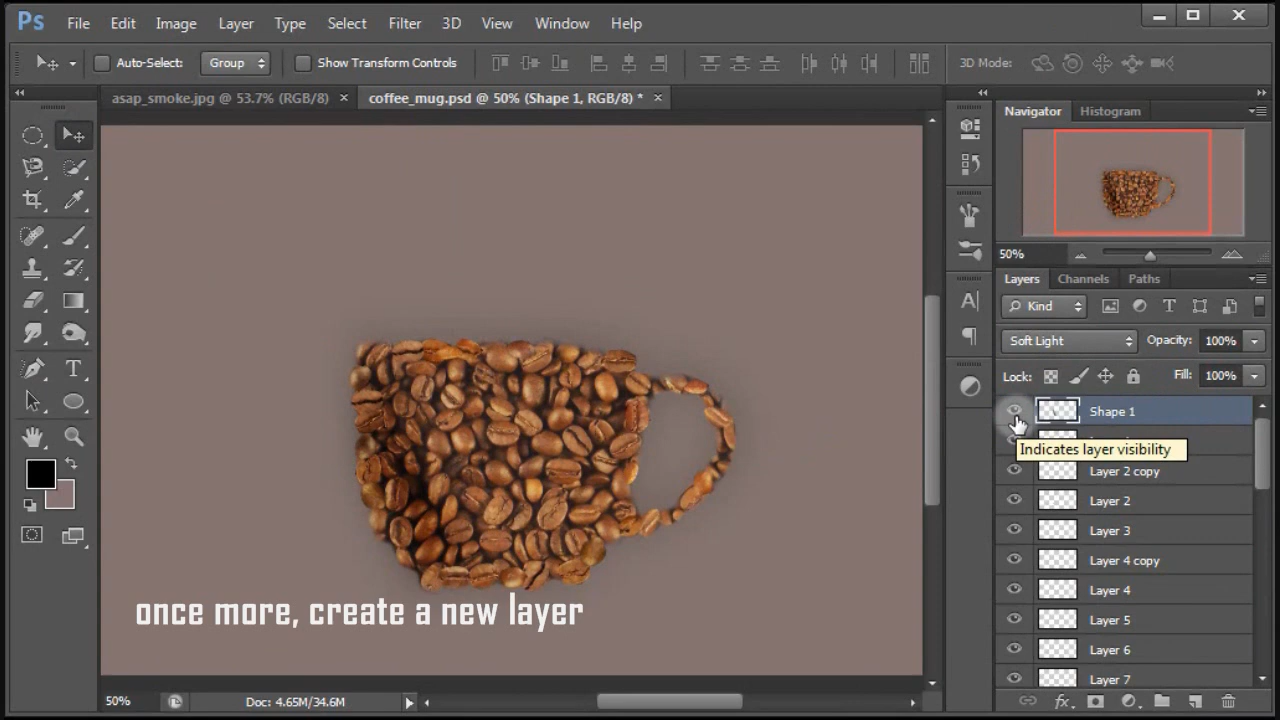 Ps File Edit Image Layer Type Select Filter 3D View Window Help
Auto-Select: Group Show Transform Controls 3D Mode:
asap_smoke.jpg @ 53.7% (RGB/8) × coffee_mug.psd @ 50% (Shape 1, RGB/8) * ×
Navigator Histogram
50%
Layers Channels Paths
Kind
Soft Light Opacity: 100%
Lock: Fill: 100%
Shape 1
Indicates layer visibility
Layer 2 copy
Layer 2
Layer 3
Layer 4 copy
Layer 4
Layer 5
Layer 6
Layer 7
once more, create a new layer
50% Doc: 4.65M/34.6M
fx